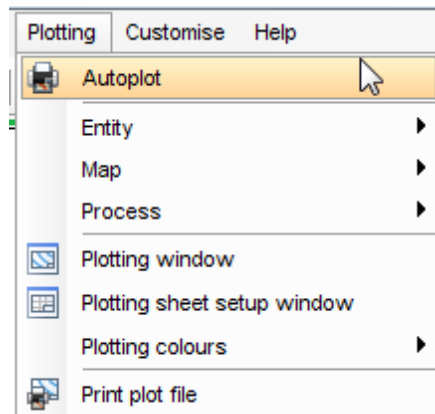 Plotting Customise Help
Autoplot
Entity
Map
Process
Plotting window
Plotting sheet setup window
Plotting colours
Print plot file